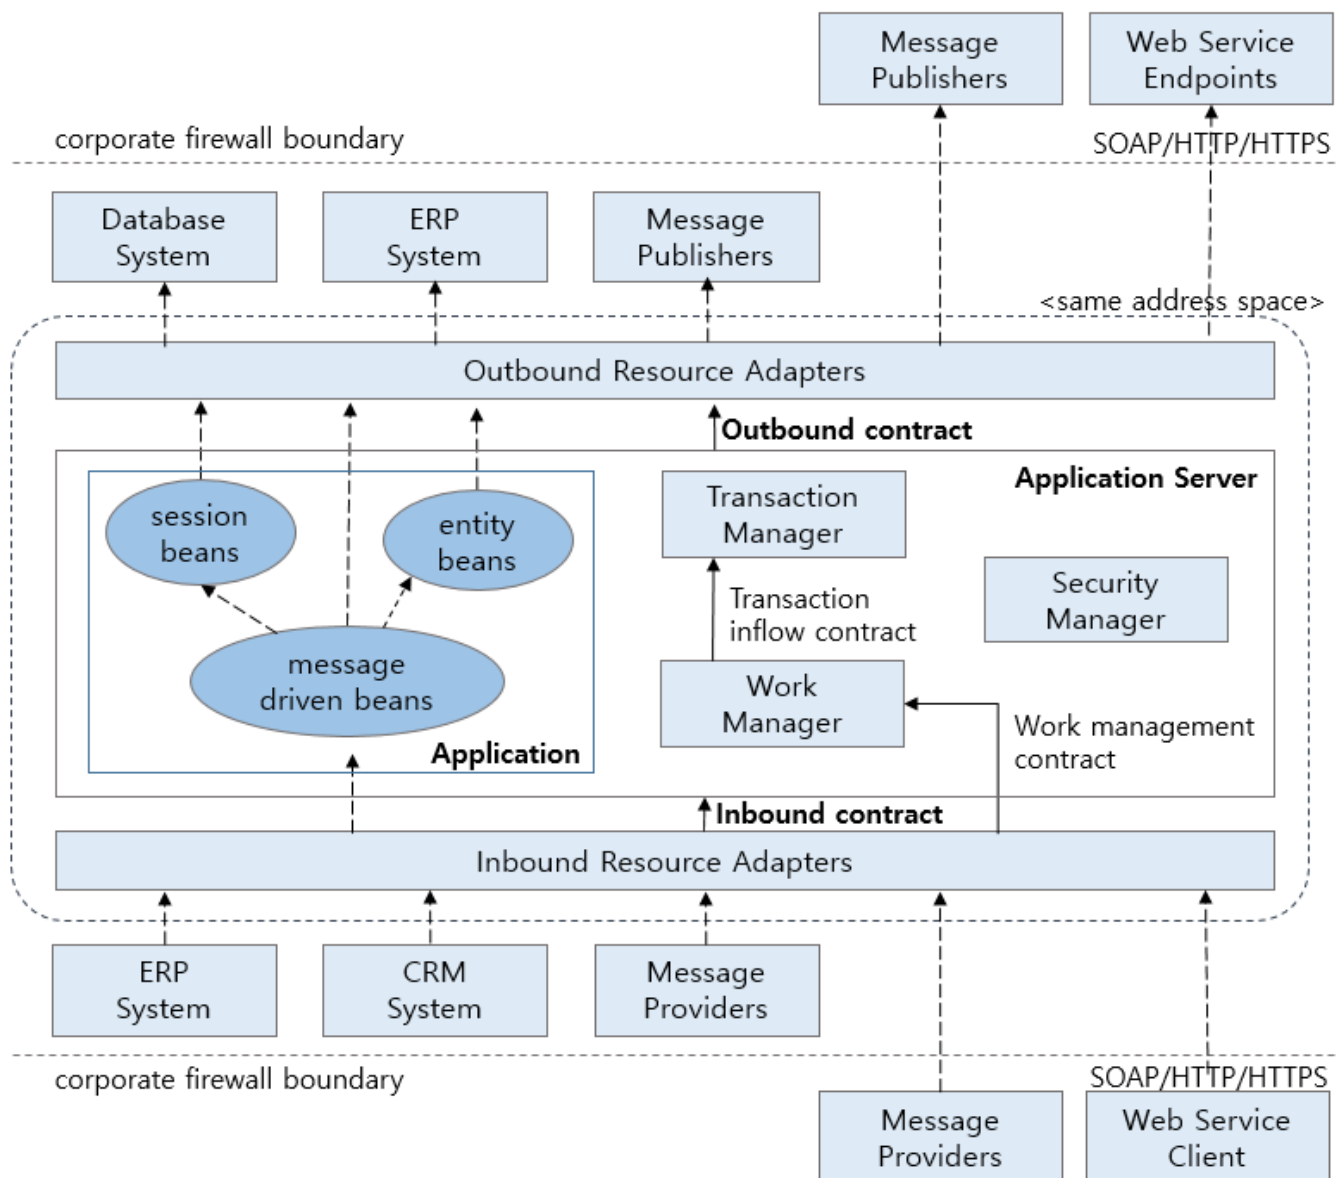 Message
Publishers
Web Service
Endpoints
corporate firewall boundary
SOAP/HTTP/HTTPS
Database
System
ERP
System
Message
Publishers
<same address space>
Outbound Resource Adapters
Outbound contract
Application Server
session
beans
entity
beans
Transaction
Manager
Security
Manager
Transaction
inflow contract
message
driven beans
Work
Manager
Work management
contract
Application
Inbound contract
Inbound Resource Adapters
ERP
System
CRM
System
Message
Providers
corporate firewall boundary
SOAP/HTTP/HTTPS
Message
Providers
Web Service
Client